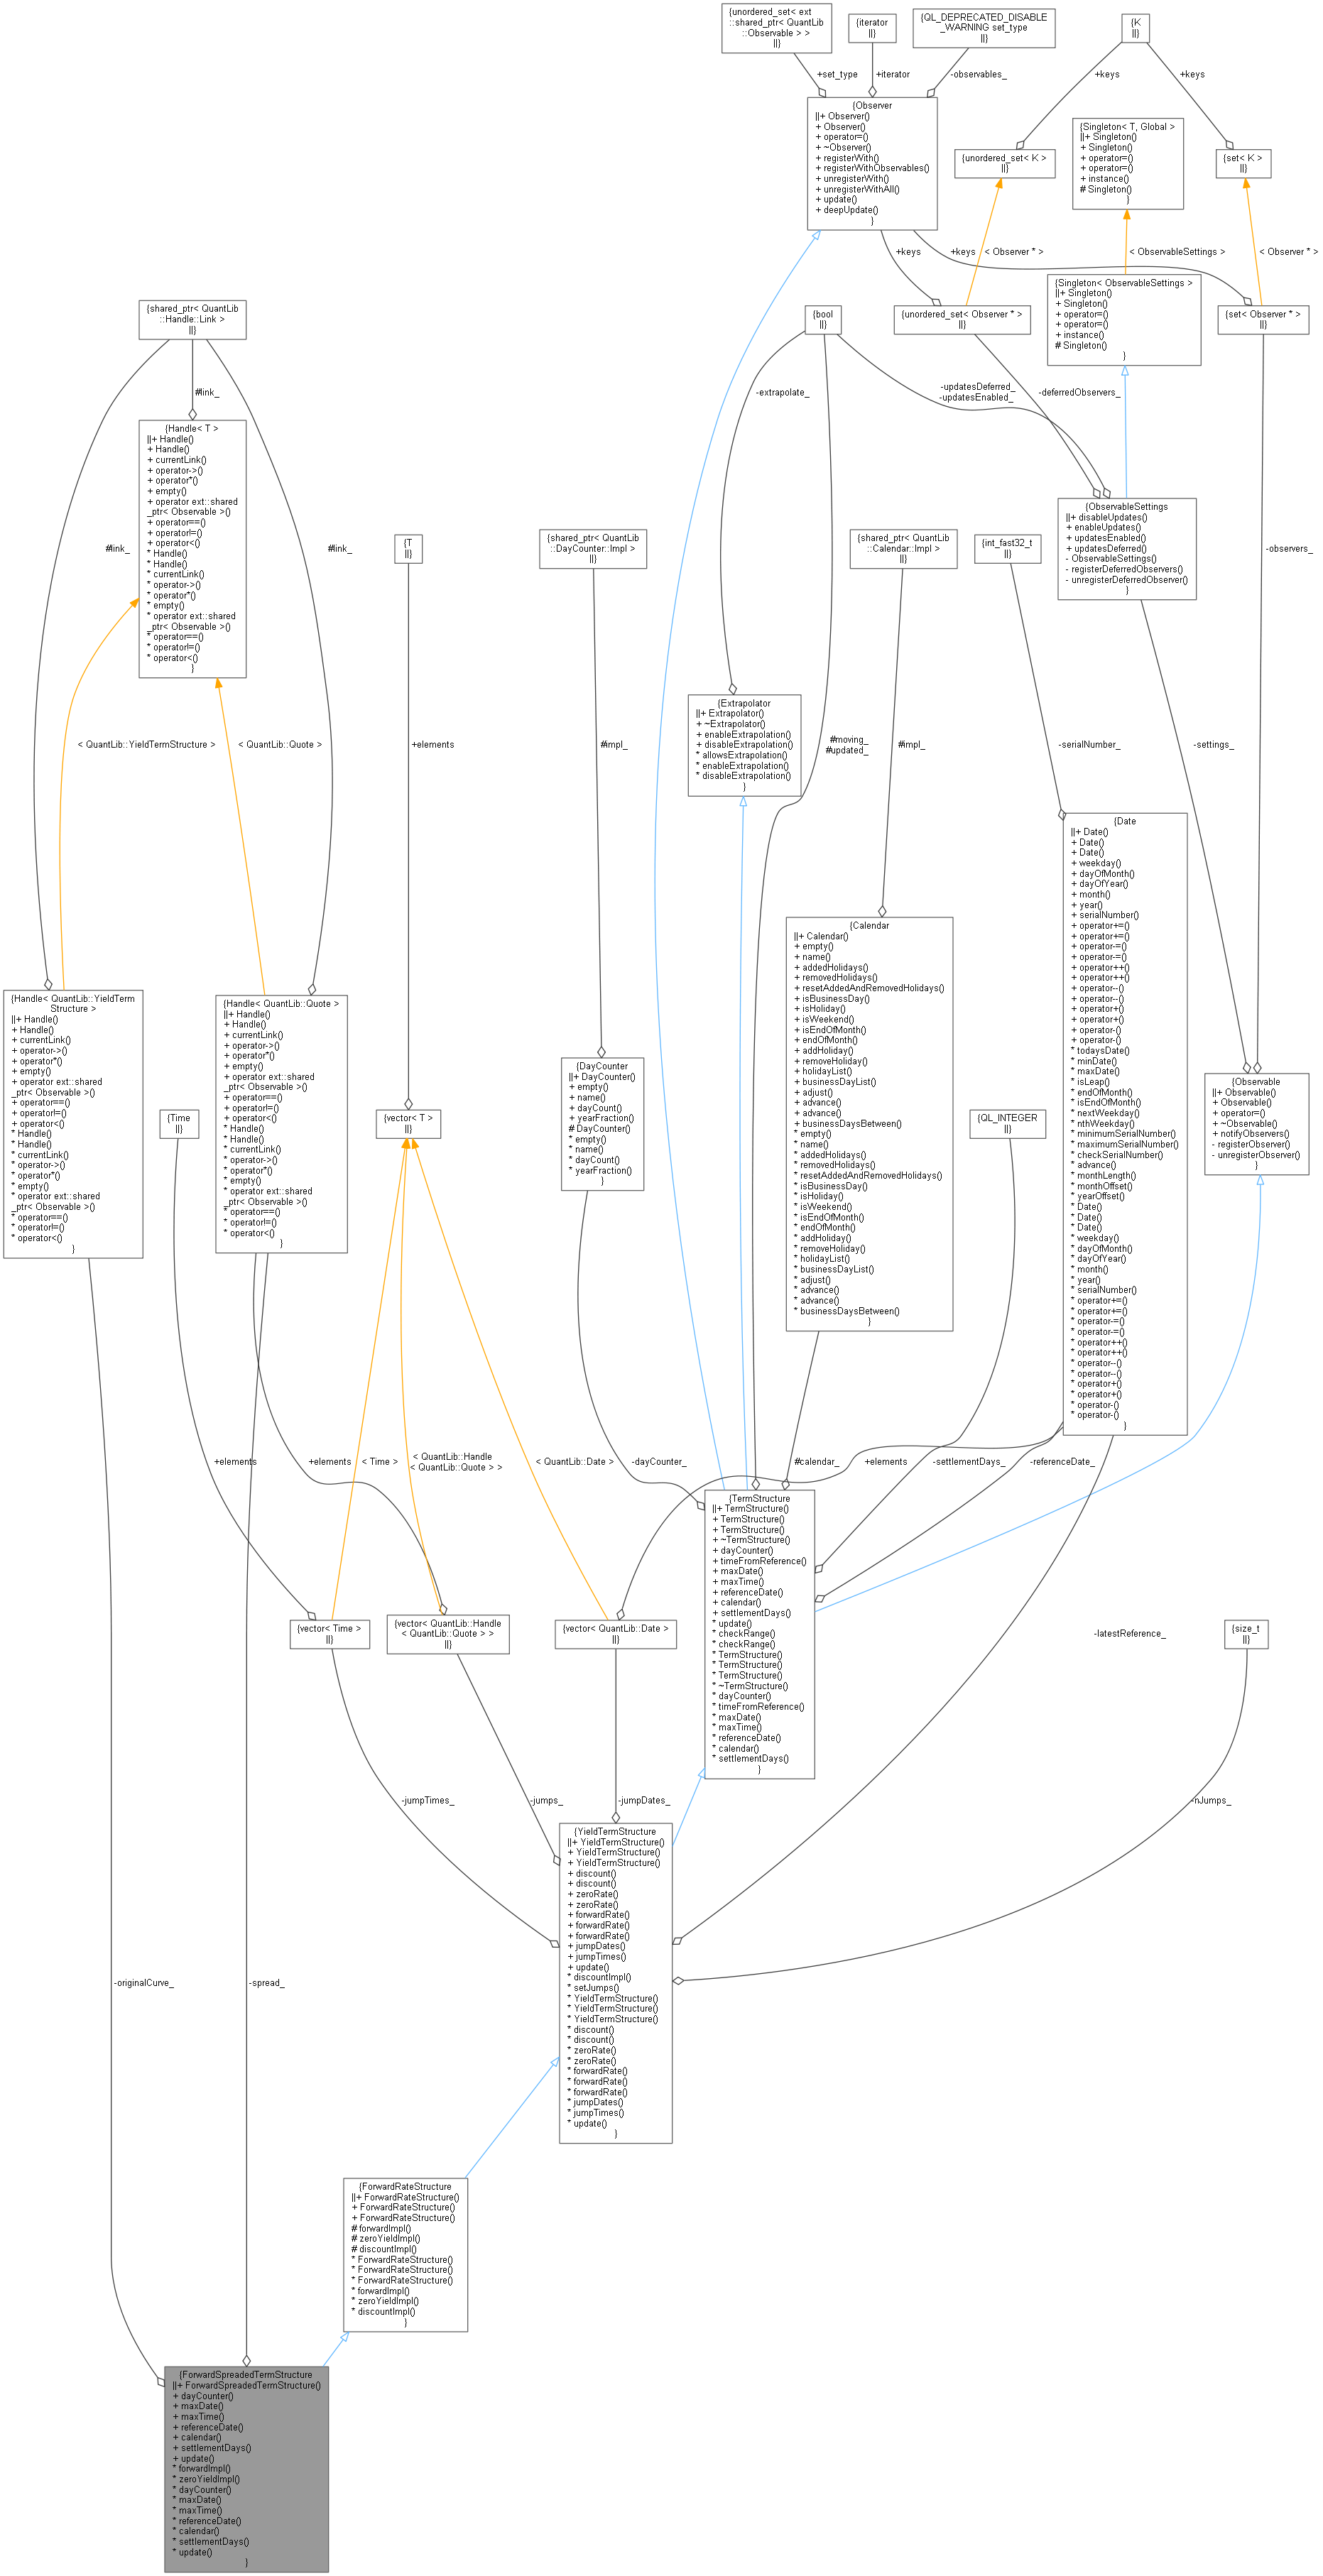 {unordered_set< ext
::shared_ptr< QuantLib
::Observable > >
||}
{iterator
||}
{QL_DEPRECATED_DISABLE
_WARNING set_type
||}
{K
||}
+set_type
+iterator
-observables_
+keys
+keys
{Observer
||+ Observer()
+ Observer()
+ operator=()
+ ~Observer()
+ registerWith()
+ registerWithObservables()
+ unregisterWith()
+ unregisterWithAll()
+ update()
+ deepUpdate()
}
{unordered_set< K >
||}
{Singleton< T, Global >
||+ Singleton()
+ Singleton()
+ operator=()
+ operator=()
+ instance()
# Singleton()
}
{set< K >
||}
+keys
< Observer * >
+keys
< ObservableSettings >
< Observer * >
{shared_ptr< QuantLib
::Handle::Link >
||}
{bool
||}
{unordered_set< Observer * >
||}
{Singleton< ObservableSettings >
||+ Singleton()
+ Singleton()
+ operator=()
+ operator=()
+ instance()
# Singleton()
}
{set< Observer * >
||}
#link_
-extrapolate_
-updatesDeferred_
-updatesEnabled_
-deferredObservers_
{Handle< T >
||+ Handle()
+ Handle()
+ currentLink()
+ operator->()
+ operator*()
+ empty()
+ operator ext::shared
_ptr< Observable >()
+ operator==()
+ operator!=()
+ operator<()
* Handle()
* Handle()
* currentLink()
* operator->()
* operator*()
* empty()
* operator ext::shared
_ptr< Observable >()
* operator==()
* operator!=()
* operator<()
}
#link_
#link_
{T
||}
{shared_ptr< QuantLib
::DayCounter::Impl >
||}
{shared_ptr< QuantLib
::Calendar::Impl >
||}
{int_fast32_t
||}
{ObservableSettings
||+ disableUpdates()
+ enableUpdates()
+ updatesEnabled()
+ updatesDeferred()
- ObservableSettings()
- registerDeferredObservers()
- unregisterDeferredObserver()
}
-observers_
{Extrapolator
||+ Extrapolator()
+ ~Extrapolator()
+ enableExtrapolation()
+ disableExtrapolation()
* allowsExtrapolation()
* enableExtrapolation()
* disableExtrapolation()
}
< QuantLib::YieldTermStructure >
< QuantLib::Quote >
+elements
#impl_
#moving_
#updated_
#impl_
-serialNumber_
-settings_
{Date
||+ Date()
+ Date()
+ Date()
+ weekday()
+ dayOfMonth()
+ dayOfYear()
+ month()
+ year()
+ serialNumber()
+ operator+=()
+ operator+=()
+ operator-=()
+ operator-=()
+ operator++()
+ operator++()
+ operator--()
+ operator--()
+ operator+()
+ operator+()
+ operator-()
+ operator-()
* todaysDate()
* minDate()
* maxDate()
* isLeap()
* endOfMonth()
* isEndOfMonth()
* nextWeekday()
* nthWeekday()
* minimumSerialNumber()
* maximumSerialNumber()
* checkSerialNumber()
* advance()
* monthLength()
* monthOffset()
* yearOffset()
* Date()
* Date()
* Date()
* weekday()
* dayOfMonth()
* dayOfYear()
* month()
* year()
* serialNumber()
* operator+=()
* operator+=()
* operator-=()
* operator-=()
* operator++()
* operator++()
* operator--()
* operator--()
* operator+()
* operator+()
* operator-()
* operator-()
}
{Calendar
||+ Calendar()
+ empty()
+ name()
+ addedHolidays()
+ removedHolidays()
+ resetAddedAndRemovedHolidays()
+ isBusinessDay()
+ isHoliday()
+ isWeekend()
+ isEndOfMonth()
+ endOfMonth()
+ addHoliday()
+ removeHoliday()
+ holidayList()
+ businessDayList()
+ adjust()
+ advance()
+ advance()
+ businessDaysBetween()
* empty()
* name()
* addedHolidays()
* removedHolidays()
* resetAddedAndRemovedHolidays()
* isBusinessDay()
* isHoliday()
* isWeekend()
* isEndOfMonth()
* endOfMonth()
* addHoliday()
* removeHoliday()
* holidayList()
* businessDayList()
* adjust()
* advance()
* advance()
* businessDaysBetween()
}
{Handle< QuantLib::YieldTerm
Structure >
||+ Handle()
+ Handle()
+ currentLink()
+ operator->()
+ operator*()
+ empty()
+ operator ext::shared
_ptr< Observable >()
+ operator==()
+ operator!=()
+ operator<()
* Handle()
* Handle()
* currentLink()
* operator->()
* operator*()
* empty()
* operator ext::shared
_ptr< Observable >()
* operator==()
* operator!=()
* operator<()
}
{Handle< QuantLib::Quote >
||+ Handle()
+ Handle()
+ currentLink()
+ operator->()
+ operator*()
+ empty()
+ operator ext::shared
_ptr< Observable >()
+ operator==()
+ operator!=()
+ operator<()
* Handle()
* Handle()
* currentLink()
* operator->()
* operator*()
* empty()
* operator ext::shared
_ptr< Observable >()
* operator==()
* operator!=()
* operator<()
}
{Time
||}
{vector< T >
||}
{DayCounter
||+ DayCounter()
+ empty()
+ name()
+ dayCount()
+ yearFraction()
# DayCounter()
* empty()
* name()
* dayCount()
* yearFraction()
}
{QL_INTEGER
||}
{Observable
||+ Observable()
+ Observable()
+ operator=()
+ ~Observable()
+ notifyObservers()
- registerObserver()
- unregisterObserver()
}
+elements
+elements
< Time >
< QuantLib::Handle
< QuantLib::Quote > >
< QuantLib::Date >
-dayCounter_
#calendar_
+elements
-settlementDays_
-referenceDate_
{TermStructure
||+ TermStructure()
+ TermStructure()
+ TermStructure()
+ ~TermStructure()
+ dayCounter()
+ timeFromReference()
+ maxDate()
+ maxTime()
+ referenceDate()
+ calendar()
+ settlementDays()
* update()
* checkRange()
* checkRange()
* TermStructure()
* TermStructure()
* TermStructure()
* ~TermStructure()
* dayCounter()
* timeFromReference()
* maxDate()
* maxTime()
* referenceDate()
* calendar()
* settlementDays()
}
{vector< Time >
||}
{vector< QuantLib::Handle
< QuantLib::Quote > >
||}
{vector< QuantLib::Date >
||}
-latestReference_
{size_t
||}
-jumpTimes_
-jumps_
-jumpDates_
-nJumps_
{YieldTermStructure
||+ YieldTermStructure()
+ YieldTermStructure()
+ YieldTermStructure()
+ discount()
+ discount()
+ zeroRate()
+ zeroRate()
+ forwardRate()
+ forwardRate()
+ forwardRate()
+ jumpDates()
+ jumpTimes()
+ update()
* discountImpl()
* setJumps()
* YieldTermStructure()
* YieldTermStructure()
* YieldTermStructure()
* discount()
* discount()
* zeroRate()
* zeroRate()
* forwardRate()
* forwardRate()
* forwardRate()
* jumpDates()
* jumpTimes()
* update()
}
-originalCurve_
-spread_
{ForwardRateStructure
||+ ForwardRateStructure()
+ ForwardRateStructure()
+ ForwardRateStructure()
# forwardImpl()
# zeroYieldImpl()
# discountImpl()
* ForwardRateStructure()
* ForwardRateStructure()
* ForwardRateStructure()
* forwardImpl()
* zeroYieldImpl()
* discountImpl()
}
{ForwardSpreadedTermStructure
||+ ForwardSpreadedTermStructure()
+ dayCounter()
+ maxDate()
+ maxTime()
+ referenceDate()
+ calendar()
+ settlementDays()
+ update()
* forwardImpl()
* zeroYieldImpl()
* dayCounter()
* maxDate()
* maxTime()
* referenceDate()
* calendar()
* settlementDays()
* update()
}